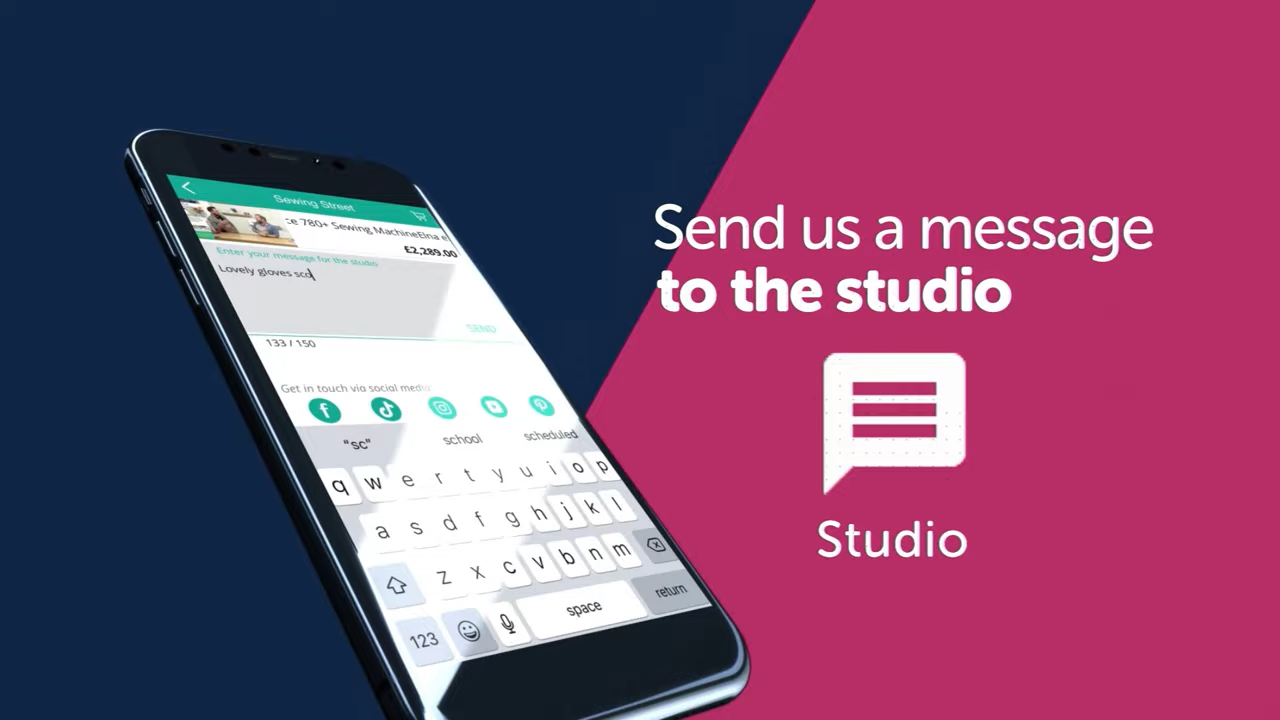 Sewing Street
ce 780+ Sewing MachineElna e
£2,289.00
Enter your message for the studio
Lovely gloves sco
SEND
133 / 150
Get in touch via social media
"sc"
school
scheduled
q w e r t y u i o p
a s d f g h j k l
z x c v b n m
123
space
return
Send us a message
to the studio
Studio